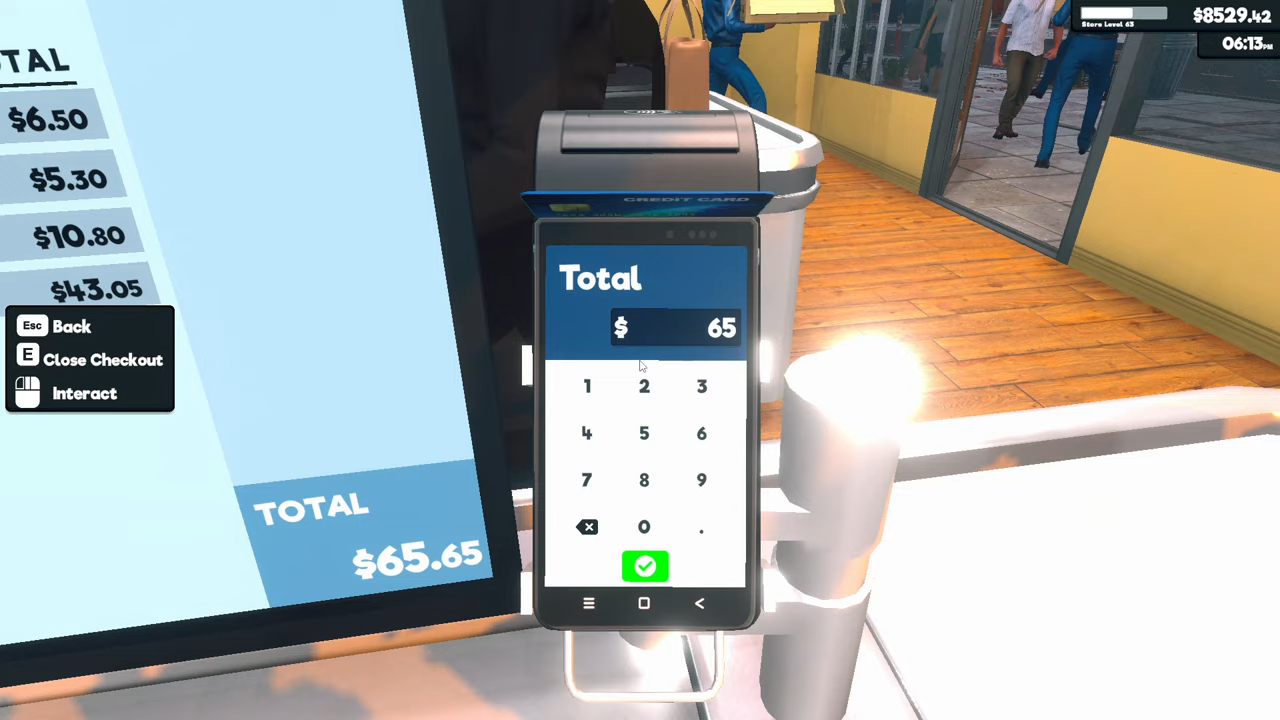 TAL
$6.50
$5.30
$10.80
$43.05
Esc Back
E Close Checkout
Interact
TOTAL
$65.65
CREDIT CARD
Total
$ 65
1 2 3
4 5 6
7 8 9
0 .
Store Level 63
$8529.42
06:13PM